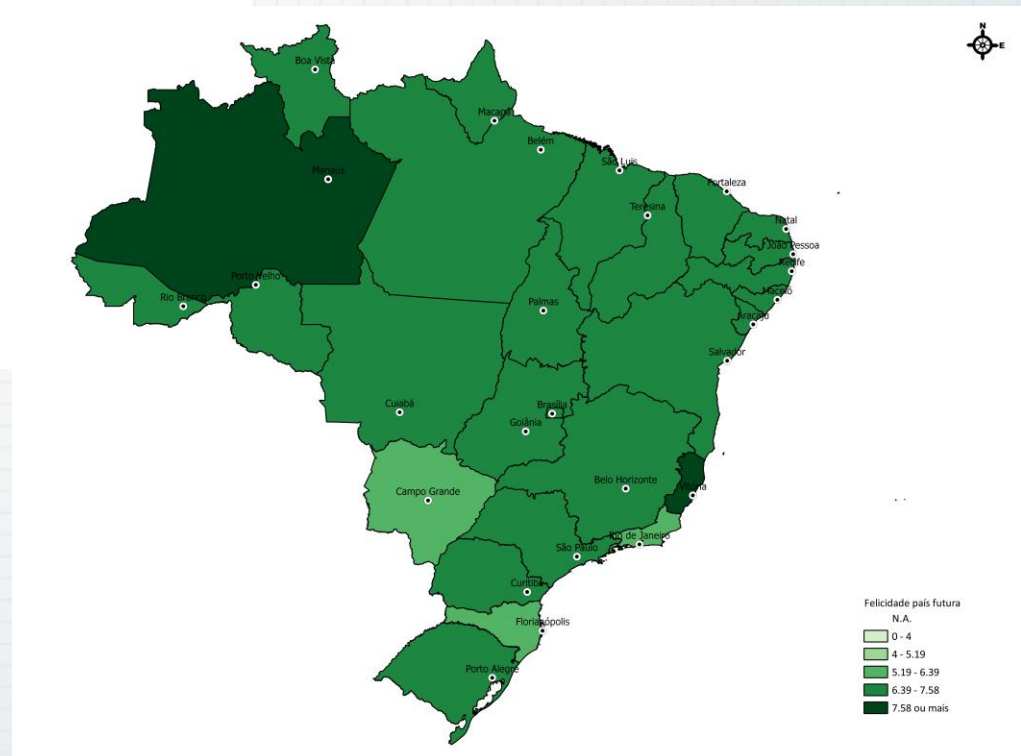 N
E
Boa Vista
Macapá
Belém
São Luis
Fortaleza
Manaus
Teresina
Natal
João Pessoa
Recife
Porto Velho
Rio Branco
Maceió
Palmas
Aracaju
Salvador
Cuiabá
Brasília
Goiânia
Belo Horizonte
Campo Grande
Vitória
Rio de Janeiro
São Paulo
Curitiba
Florianópolis
Porto Alegre
Felicidade país futura
N.A.
0 - 4
4 - 5.19
5.19 - 6.39
6.39 - 7.58
7.58 ou mais